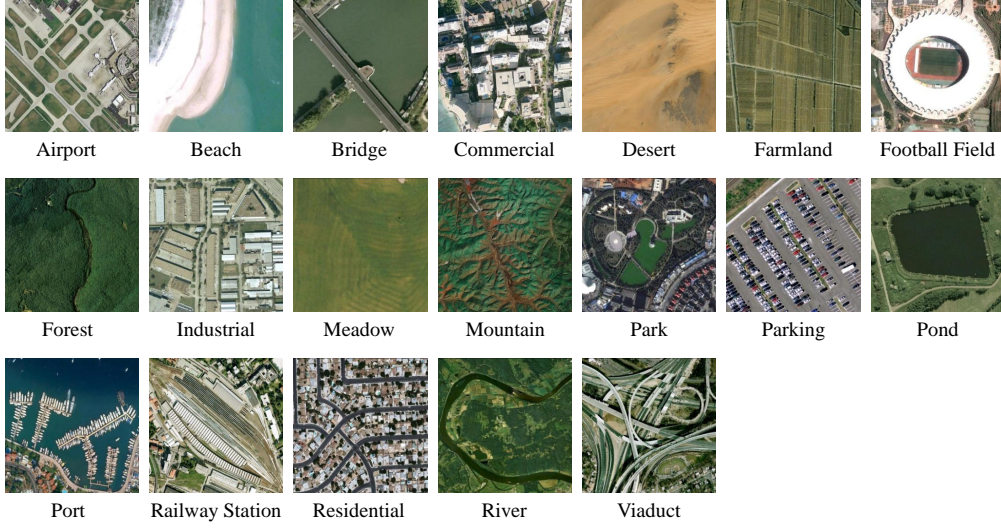 Airport Beach Bridge Commercial Desert Farmland Football Field
Forest Industrial Meadow Mountain Park Parking Pond
Port Railway Station Residential River Viaduct